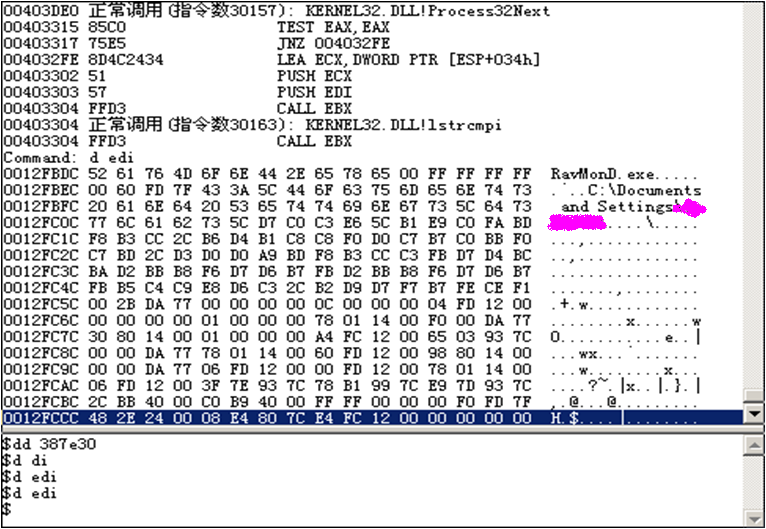 00403DE0 正常调用(指令数30157): KERNEL32.DLL!Process32Next
00403315 85C0 TEST EAX,EAX
00403317 75E5 JNZ 004032FE
004032FE 8D4C2434 LEA ECX,DWORD PTR [ESP+034h]
00403302 51 PUSH ECX
00403303 57 PUSH EDI
00403304 FFD3 CALL EBX
00403304 正常调用(指令数30163): KERNEL32.DLL!lstrcmpi
00403304 FFD3 CALL EBX
Command: d edi
0012FBDC 52 61 76 4D 6F 6E 44 2E 65 78 65 00 FF FF FF FF RavMonD.exe.....
0012FBEC 00 60 FD 7F 43 3A 5C 44 6F 63 75 6D 65 6E 74 73 .`..C:\Documents
0012FBFC 20 61 6E 64 20 53 65 74 74 69 6E 67 73 5C 64 73 and Settings\
0012FC0C 77 6C 61 62 73 5C D7 C0 C3 E6 5C B1 E9 C0 FA BD ....\.....
0012FC1C F8 B3 CC 2C B6 D4 B1 C8 C8 F0 D0 C7 B7 C0 BB F0 ...,............
0012FC2C C7 BD 2C D3 D0 D0 A9 BD F8 B3 CC C3 FB D7 D4 BC ..,.............
0012FC3C BA D2 BB B8 F6 D7 D6 B7 FB D2 BB B8 F6 D7 D6 B7 ................
0012FC4C FB B5 C4 C9 E8 D6 C3 2C B2 D9 D7 F7 B7 FE CE F1 .......,........
0012FC5C 00 2B DA 77 00 00 00 00 0C 00 00 00 04 FD 12 00 .+.w............
0012FC6C 00 00 00 00 01 00 00 00 78 01 14 00 F0 00 DA 77 ........x......w
0012FC7C 30 80 14 00 01 00 00 00 A4 FC 12 00 65 03 93 7C 0...........e..|
0012FC8C 00 00 DA 77 78 01 14 00 60 FD 12 00 98 80 14 00 ...wx...`.......
0012FC9C 00 00 DA 77 06 FD 12 00 00 FD 12 00 78 01 14 00 ...w........x...
0012FCAC 06 FD 12 00 3F 7E 93 7C 78 B1 99 7C E9 7D 93 7C ....?~.|x..|.}.|
0012FCBC 2C BB 40 00 C0 B9 40 00 FF FF 00 00 00 F0 FD 7F ,.@...@.........
0012FCCC 48 2E 24 00 08 E4 80 7C E4 FC 12 00 00 00 00 00 H.$....|........
$dd 387e30
$d di
$d edi
$d edi
$